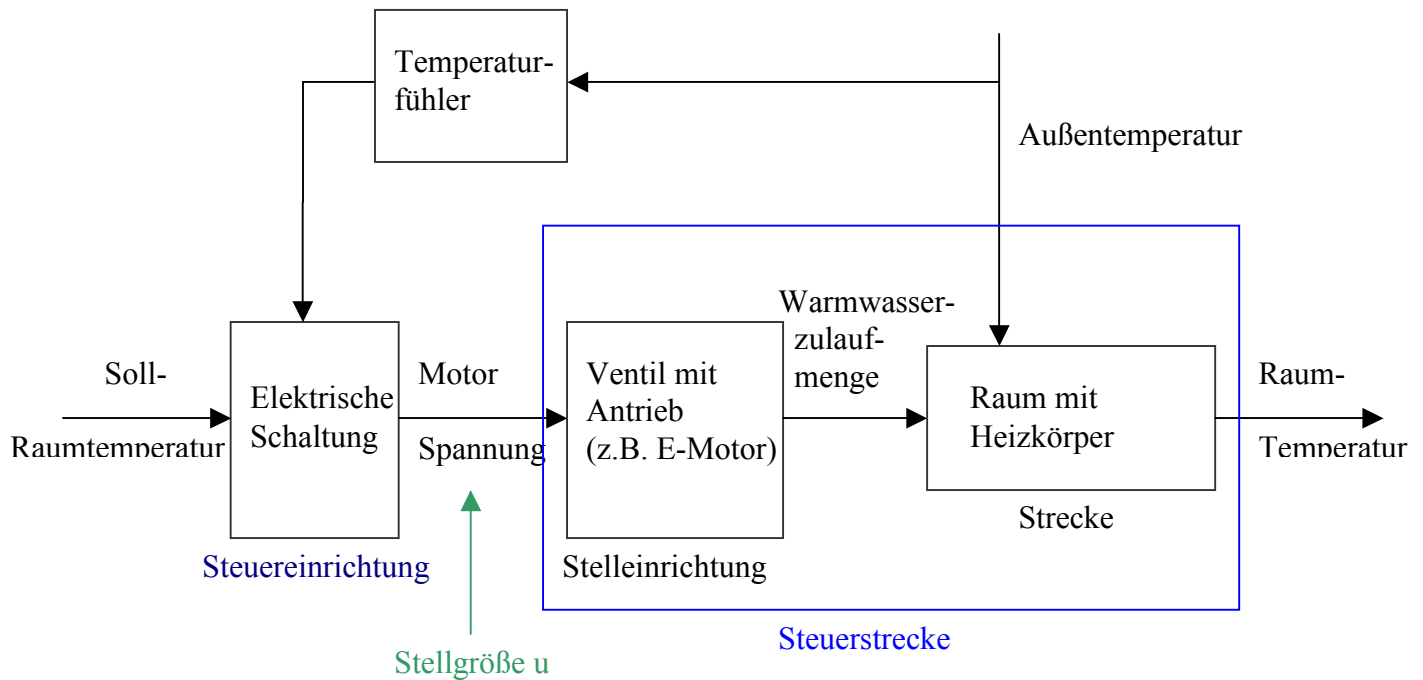 Temperatur-
fühler
Außentemperatur
Soll-
Raumtemperatur
Elektrische
Schaltung
Steuereinrichtung
Motor
Spannung
Stellgröße u
Ventil mit
Antrieb
(z.B. E-Motor)
Stelleinrichtung
Warmwasser-
zulauf-
menge
Raum mit
Heizkörper
Strecke
Raum-
Temperatur
Steuerstrecke